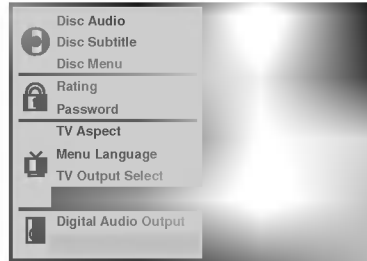 Disc Audio
Disc Subtitle
Disc Menu
Rating
Password
TV Aspect
Menu Language
TV Output Select
Digital Audio Output